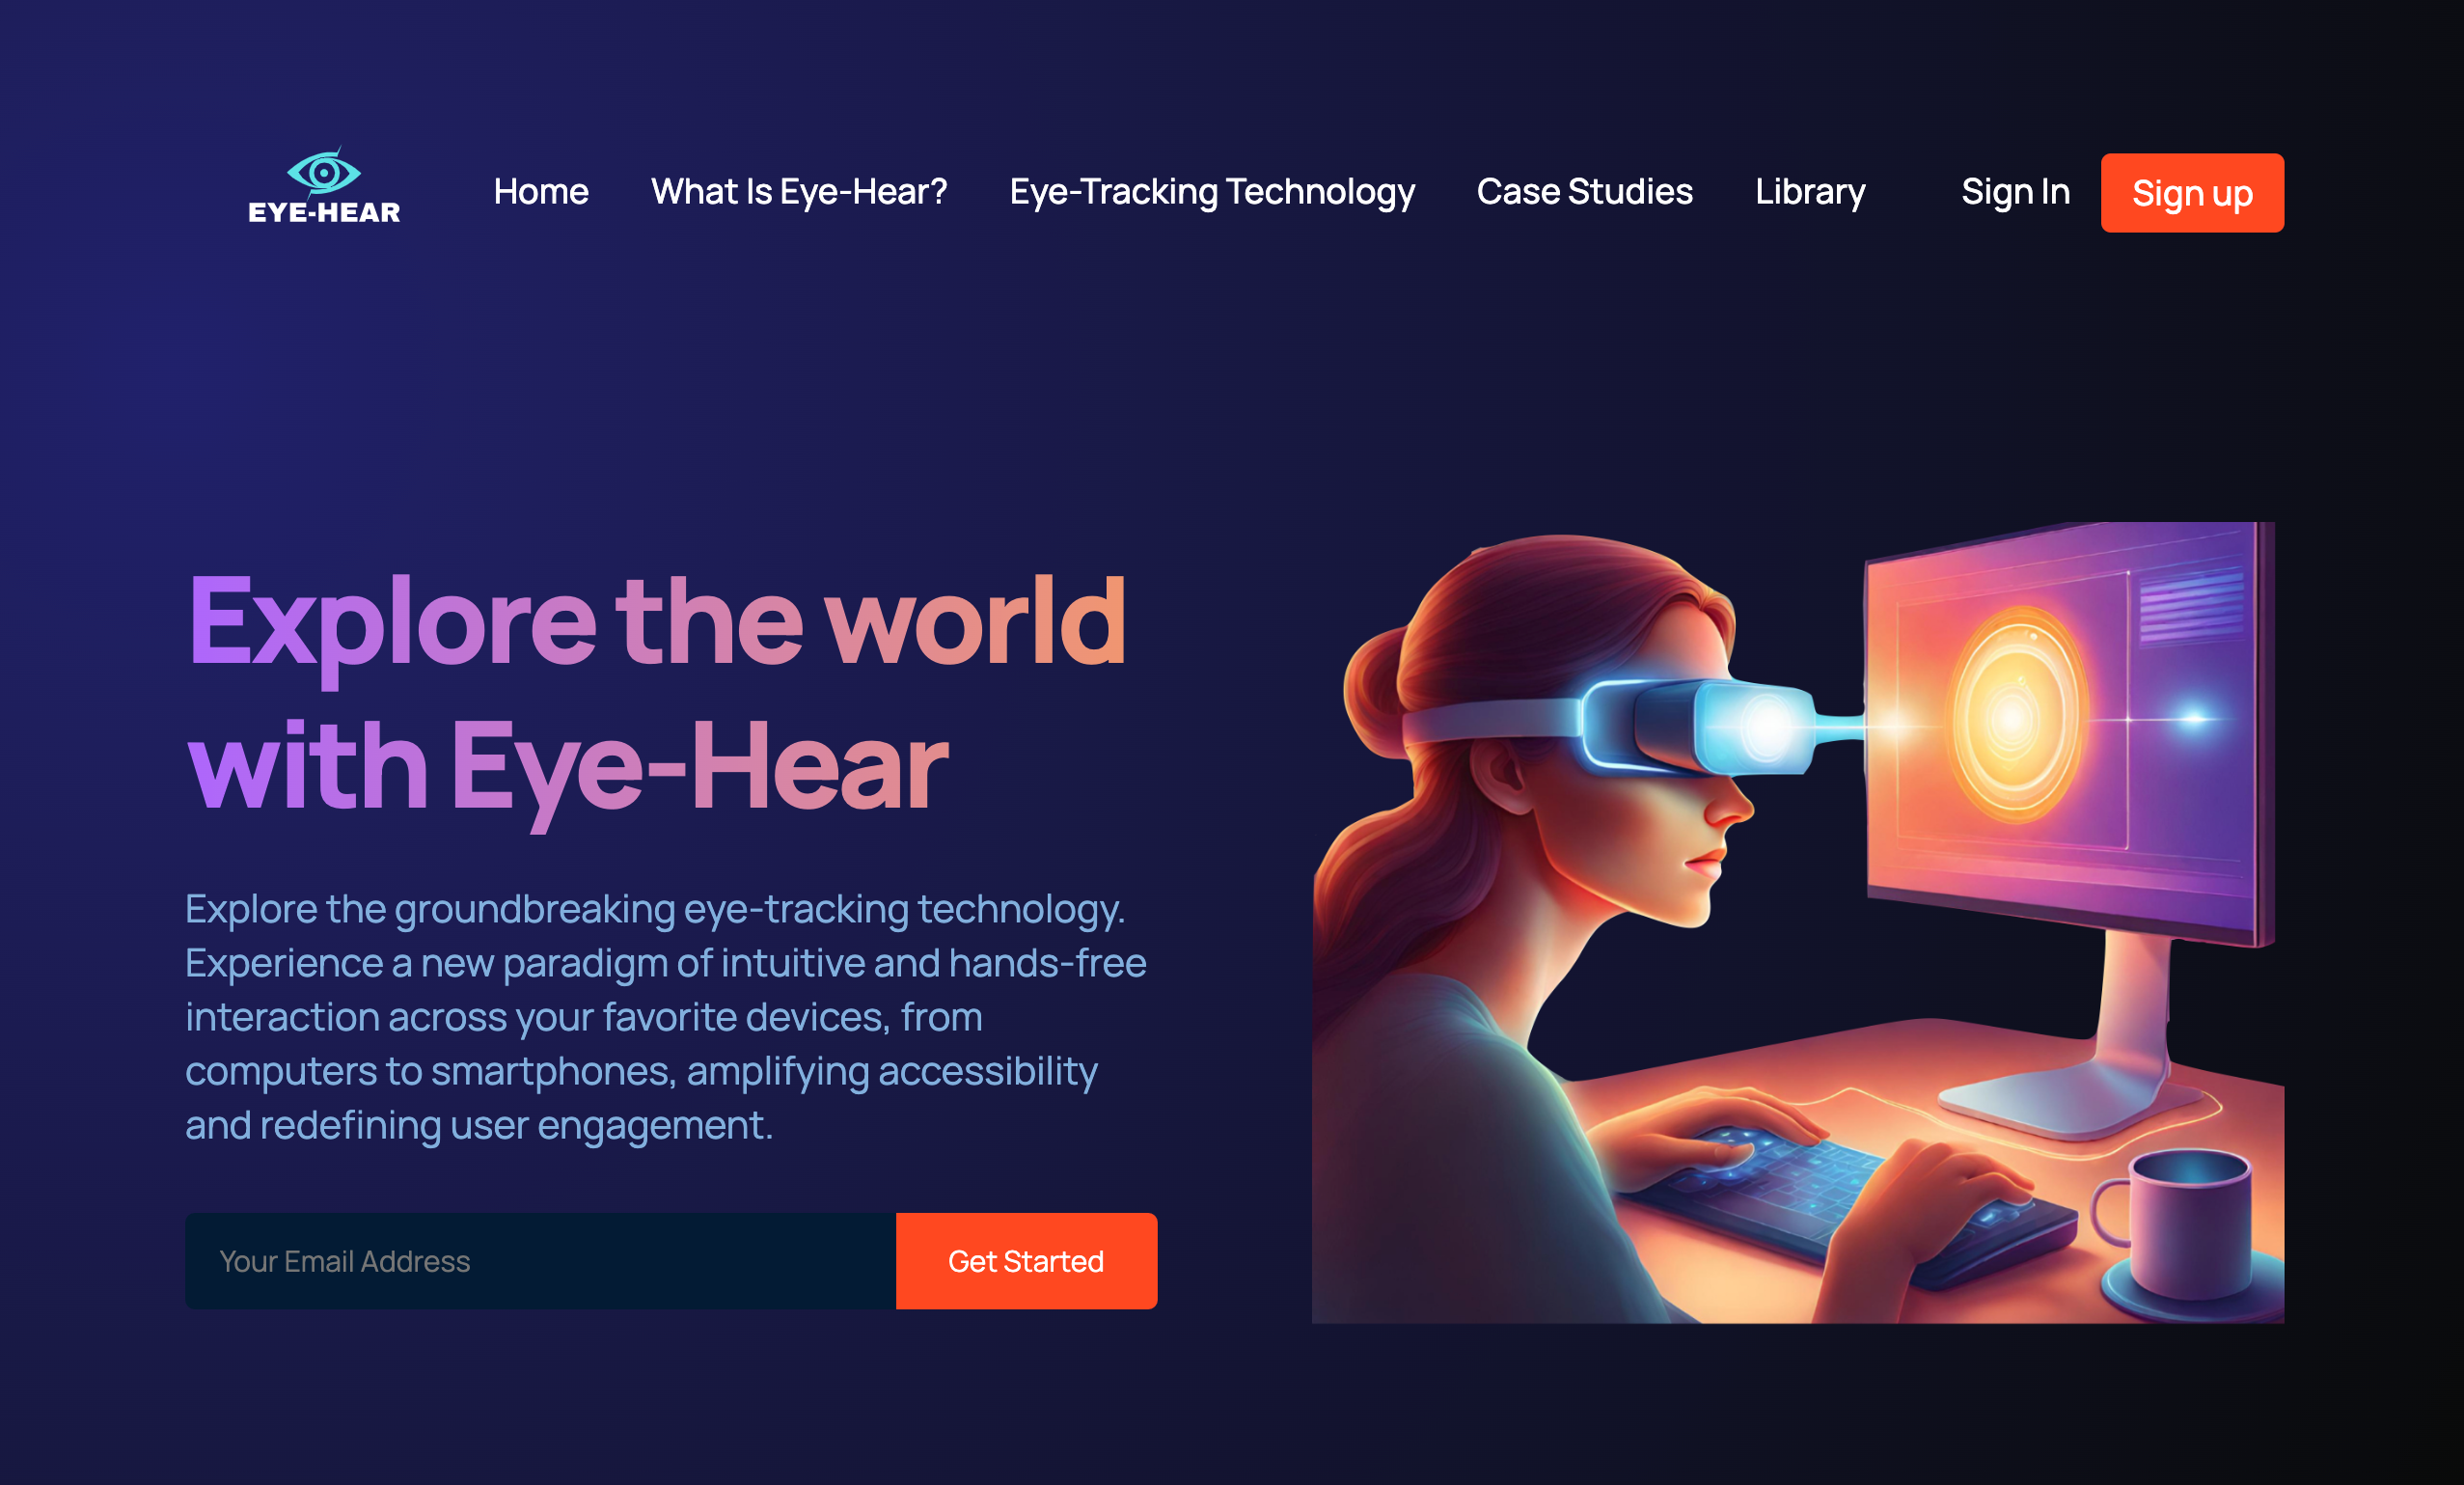 EYE-HEAR
Home
What Is Eye-Hear?
Eye-Tracking Technology
Case Studies
Library
Sign In
Sign up
Explore the world
with Eye-Hear
Explore the groundbreaking eye-tracking technology.
Experience a new paradigm of intuitive and hands-free
interaction across your favorite devices, from
computers to smartphones, amplifying accessibility
and redefining user engagement.
Your Email Address
Get Started